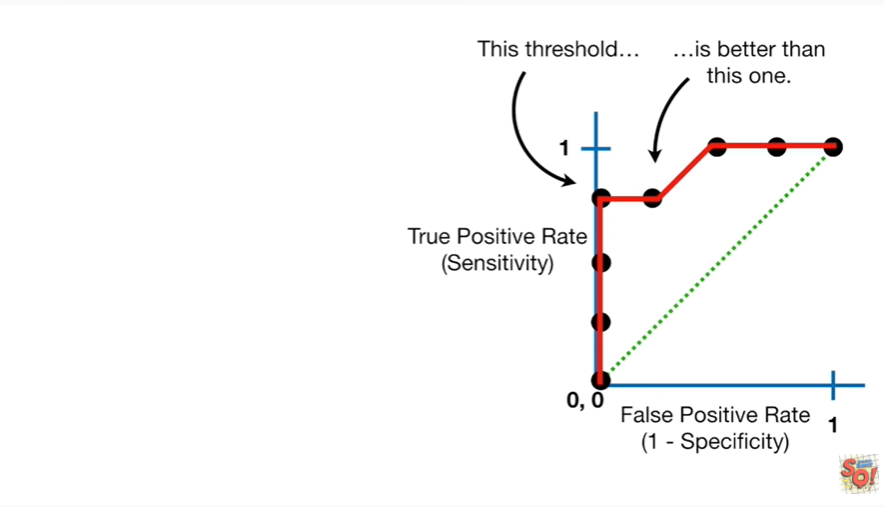 This threshold…
…is better than
this one.
1
True Positive Rate
(Sensitivity)
0, 0
False Positive Rate
(1 - Specificity)
1
SQ!